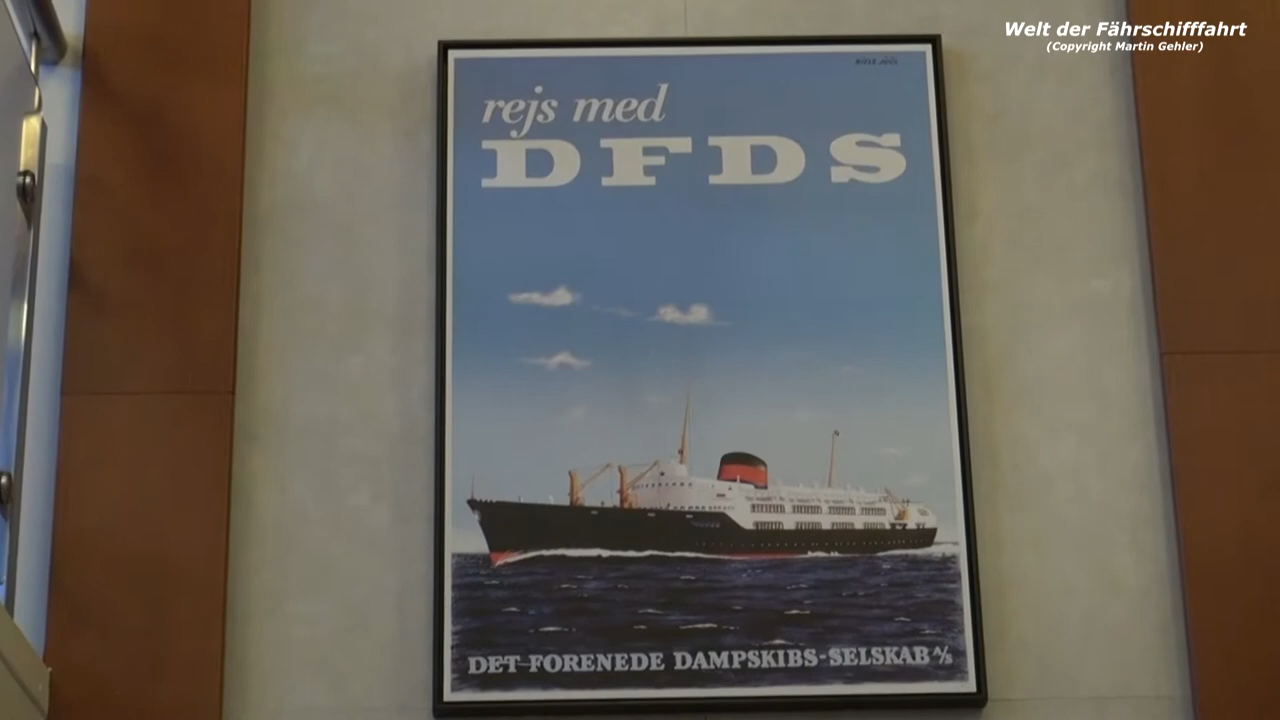 Welt der Fährschifffahrt
(Copyright Martin Gehler)
rejs med
DFDS
DET FORENEDE DAMPSKIBS-SELSKAB A/S